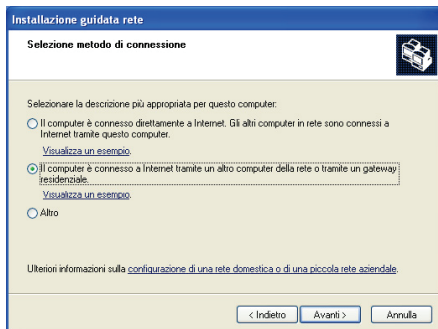 Installazione guidata rete
Selezione metodo di connessione
Selezionare la descrizione più appropriata per questo computer:
Il computer è connesso direttamente a Internet. Gli altri computer in rete sono connessi a
Internet tramite questo computer.
Visualizza un esempio.
Il computer è connesso a Internet tramite un altro computer della rete o tramite un gateway
residenziale.
Visualizza un esempio.
Altro
Ulteriori informazioni sulla configurazione di una rete domestica o di una piccola rete aziendale.
< Indietro Avanti > Annulla